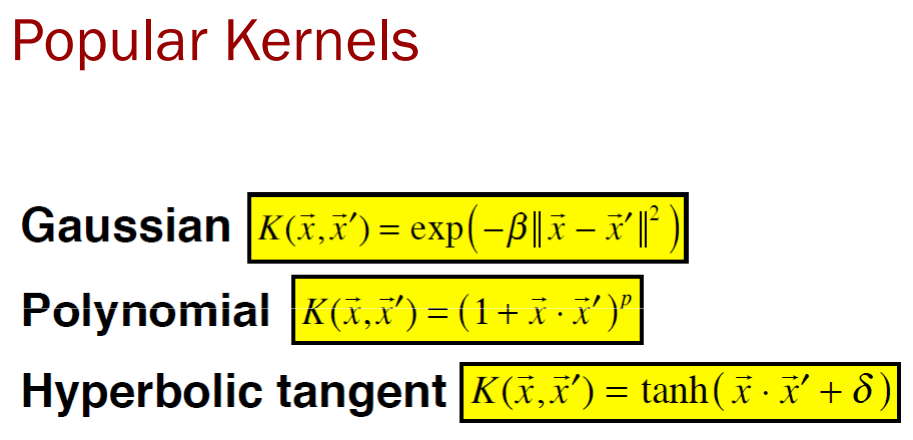 Popular Kernels
Gaussian K(x⃗,x⃗′) = exp(−β‖x⃗ − x⃗′‖²)
Polynomial K(x⃗,x⃗′) = (1 + x⃗ · x⃗′)ᵖ
Hyperbolic tangent K(x⃗,x⃗′) = tanh(x⃗ · x⃗′ + δ)